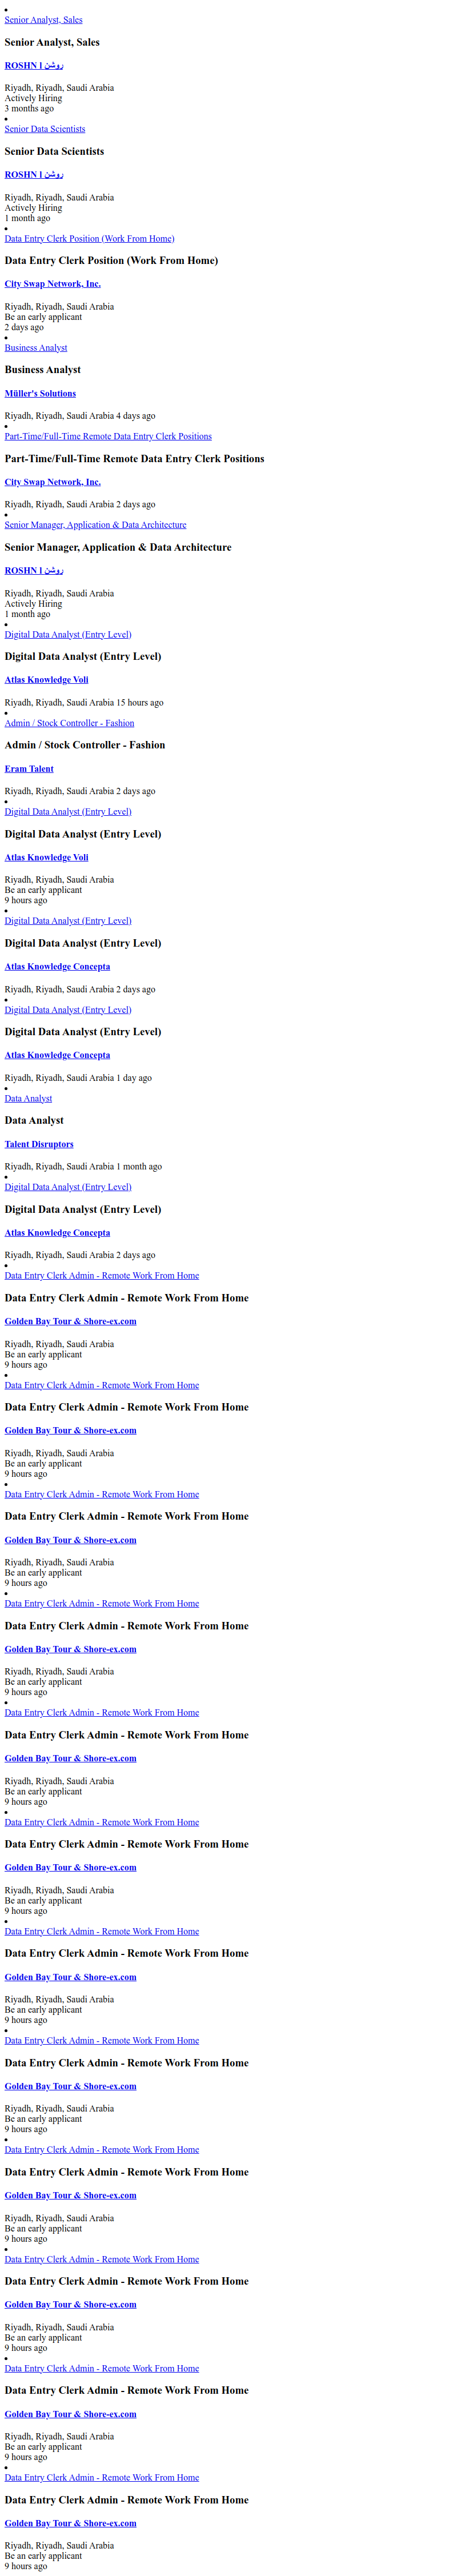 Senior Analyst, Sales
Senior Analyst, Sales
ROSHN l روشن
Riyadh, Riyadh, Saudi Arabia
Actively Hiring
3 months ago
Senior Data Scientists
Senior Data Scientists
ROSHN l روشن
Riyadh, Riyadh, Saudi Arabia
Actively Hiring
1 month ago
Data Entry Clerk Position (Work From Home)
Data Entry Clerk Position (Work From Home)
City Swap Network, Inc.
Riyadh, Riyadh, Saudi Arabia
Be an early applicant
2 days ago
Business Analyst
Business Analyst
Müller's Solutions
Riyadh, Riyadh, Saudi Arabia 4 days ago
Part-Time/Full-Time Remote Data Entry Clerk Positions
Part-Time/Full-Time Remote Data Entry Clerk Positions
City Swap Network, Inc.
Riyadh, Riyadh, Saudi Arabia 2 days ago
Senior Manager, Application & Data Architecture
Senior Manager, Application & Data Architecture
ROSHN l روشن
Riyadh, Riyadh, Saudi Arabia
Actively Hiring
1 month ago
Digital Data Analyst (Entry Level)
Digital Data Analyst (Entry Level)
Atlas Knowledge Voli
Riyadh, Riyadh, Saudi Arabia 15 hours ago
Admin / Stock Controller - Fashion
Admin / Stock Controller - Fashion
Eram Talent
Riyadh, Riyadh, Saudi Arabia 2 days ago
Digital Data Analyst (Entry Level)
Digital Data Analyst (Entry Level)
Atlas Knowledge Voli
Riyadh, Riyadh, Saudi Arabia
Be an early applicant
9 hours ago
Digital Data Analyst (Entry Level)
Digital Data Analyst (Entry Level)
Atlas Knowledge Concepta
Riyadh, Riyadh, Saudi Arabia 2 days ago
Digital Data Analyst (Entry Level)
Digital Data Analyst (Entry Level)
Atlas Knowledge Concepta
Riyadh, Riyadh, Saudi Arabia 1 day ago
Data Analyst
Data Analyst
Talent Disruptors
Riyadh, Riyadh, Saudi Arabia 1 month ago
Digital Data Analyst (Entry Level)
Digital Data Analyst (Entry Level)
Atlas Knowledge Concepta
Riyadh, Riyadh, Saudi Arabia 2 days ago
Data Entry Clerk Admin - Remote Work From Home
Data Entry Clerk Admin - Remote Work From Home
Golden Bay Tour & Shore-ex.com
Riyadh, Riyadh, Saudi Arabia
Be an early applicant
9 hours ago
Data Entry Clerk Admin - Remote Work From Home
Data Entry Clerk Admin - Remote Work From Home
Golden Bay Tour & Shore-ex.com
Riyadh, Riyadh, Saudi Arabia
Be an early applicant
9 hours ago
Data Entry Clerk Admin - Remote Work From Home
Data Entry Clerk Admin - Remote Work From Home
Golden Bay Tour & Shore-ex.com
Riyadh, Riyadh, Saudi Arabia
Be an early applicant
9 hours ago
Data Entry Clerk Admin - Remote Work From Home
Data Entry Clerk Admin - Remote Work From Home
Golden Bay Tour & Shore-ex.com
Riyadh, Riyadh, Saudi Arabia
Be an early applicant
9 hours ago
Data Entry Clerk Admin - Remote Work From Home
Data Entry Clerk Admin - Remote Work From Home
Golden Bay Tour & Shore-ex.com
Riyadh, Riyadh, Saudi Arabia
Be an early applicant
9 hours ago
Data Entry Clerk Admin - Remote Work From Home
Data Entry Clerk Admin - Remote Work From Home
Golden Bay Tour & Shore-ex.com
Riyadh, Riyadh, Saudi Arabia
Be an early applicant
9 hours ago
Data Entry Clerk Admin - Remote Work From Home
Data Entry Clerk Admin - Remote Work From Home
Golden Bay Tour & Shore-ex.com
Riyadh, Riyadh, Saudi Arabia
Be an early applicant
9 hours ago
Data Entry Clerk Admin - Remote Work From Home
Data Entry Clerk Admin - Remote Work From Home
Golden Bay Tour & Shore-ex.com
Riyadh, Riyadh, Saudi Arabia
Be an early applicant
9 hours ago
Data Entry Clerk Admin - Remote Work From Home
Data Entry Clerk Admin - Remote Work From Home
Golden Bay Tour & Shore-ex.com
Riyadh, Riyadh, Saudi Arabia
Be an early applicant
9 hours ago
Data Entry Clerk Admin - Remote Work From Home
Data Entry Clerk Admin - Remote Work From Home
Golden Bay Tour & Shore-ex.com
Riyadh, Riyadh, Saudi Arabia
Be an early applicant
9 hours ago
Data Entry Clerk Admin - Remote Work From Home
Data Entry Clerk Admin - Remote Work From Home
Golden Bay Tour & Shore-ex.com
Riyadh, Riyadh, Saudi Arabia
Be an early applicant
9 hours ago
Data Entry Clerk Admin - Remote Work From Home
Data Entry Clerk Admin - Remote Work From Home
Golden Bay Tour & Shore-ex.com
Riyadh, Riyadh, Saudi Arabia
Be an early applicant
9 hours ago